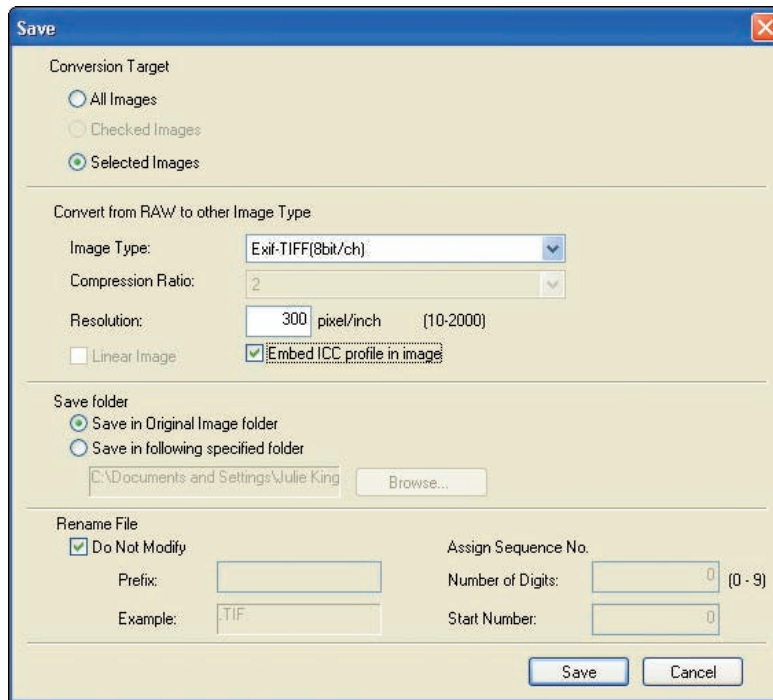 Save
Conversion Target
All Images
Checked Images
Selected Images
Convert from RAW to other Image Type
Image Type: Exif-TIFF(8bit/ch)
Compression Ratio: 2
Resolution: 300 pixel/inch (10-2000)
Linear Image Embed ICC profile in image
Save folder
Save in Original Image folder
Save in following specified folder
C:\Documents and Settings\Julie King Browse...
Rename File
Do Not Modify Assign Sequence No.
Prefix: Number of Digits: 0 (0 - 9)
Example: .TIF Start Number: 0
Save Cancel